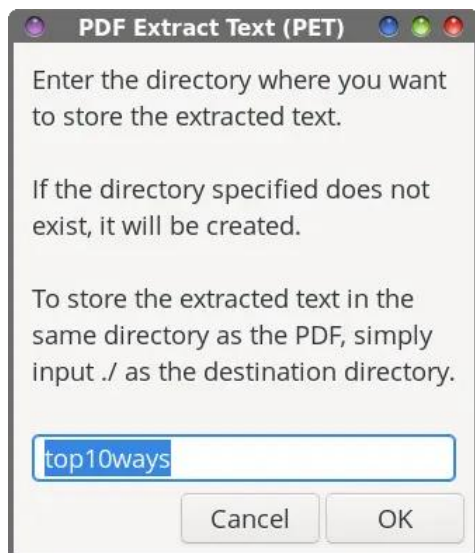 PDF Extract Text (PET)
Enter the directory where you want
to store the extracted text.
If the directory specified does not
exist, it will be created.
To store the extracted text in the
same directory as the PDF, simply
input ./ as the destination directory.
top10ways
Cancel OK